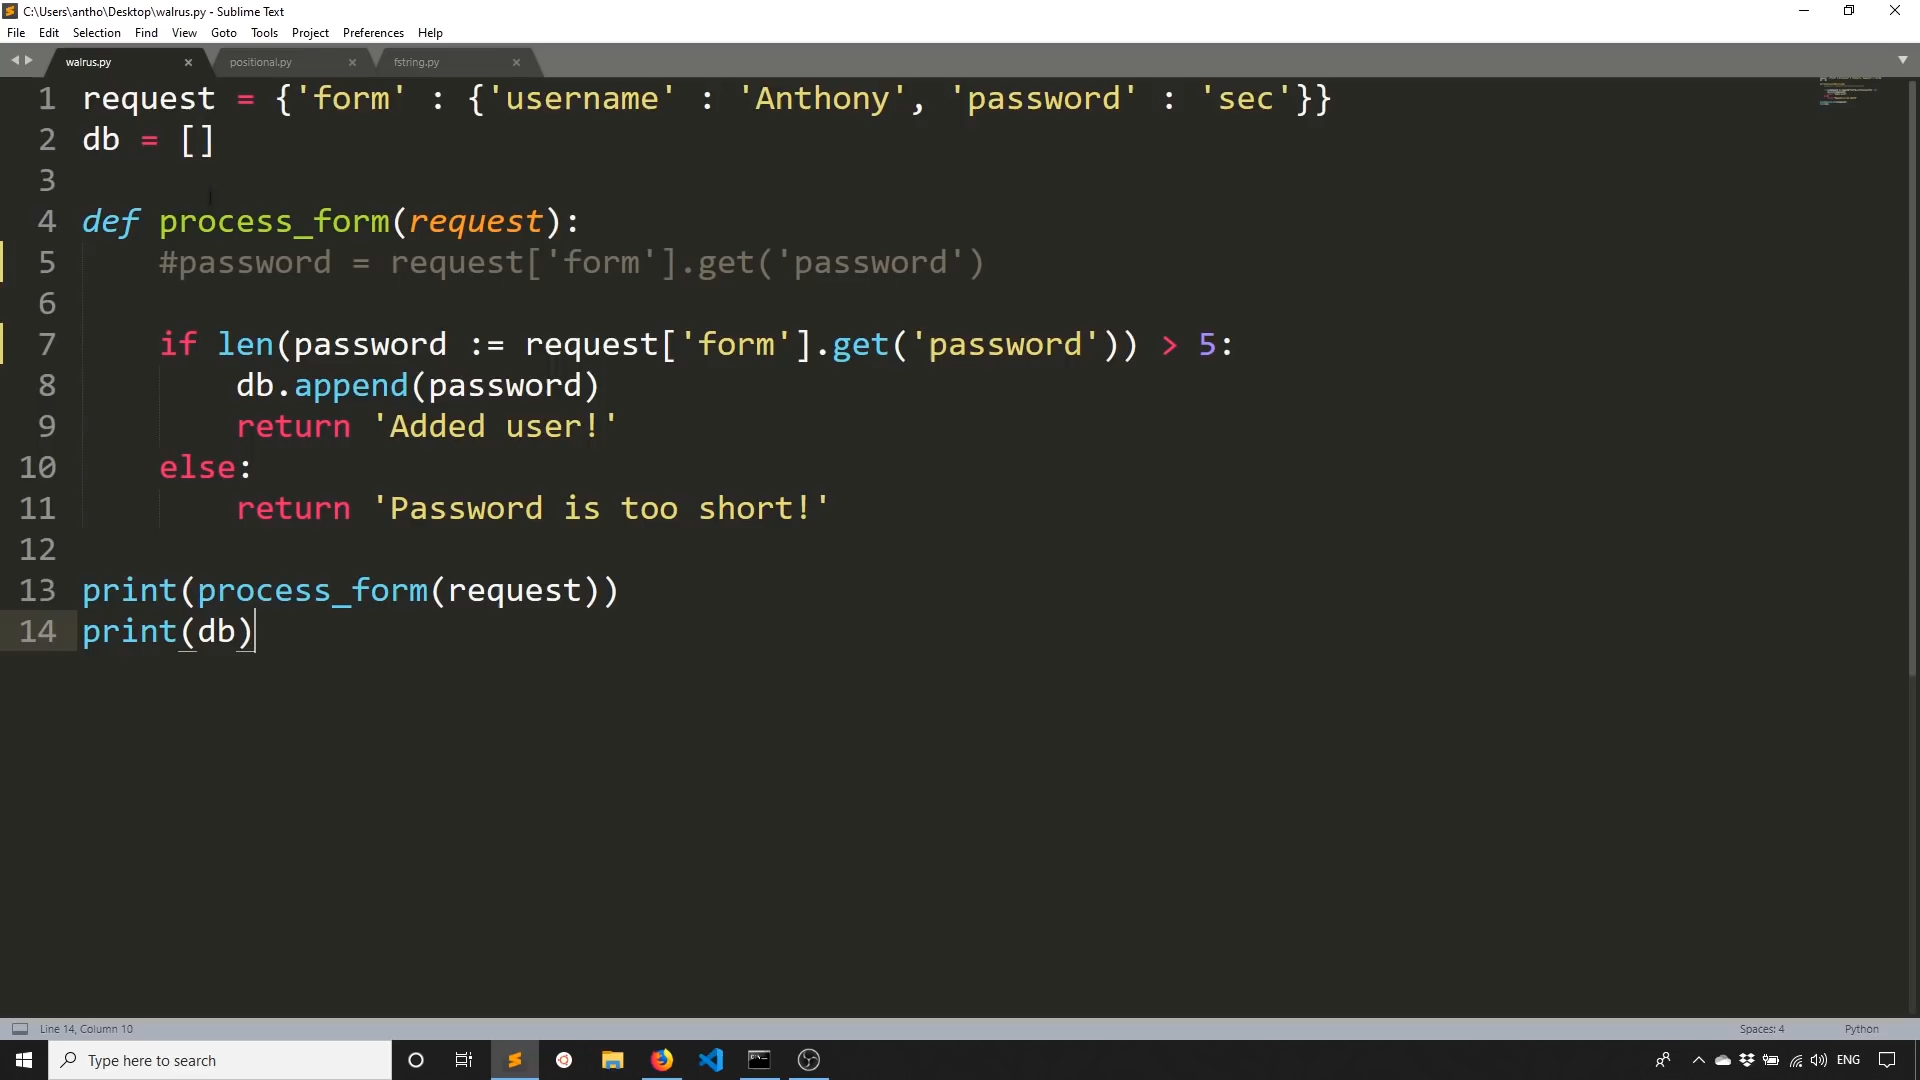 C:\Users\antho\Desktop\walrus.py - Sublime Text
File Edit Selection Find View Goto Tools Project Preferences Help
walrus.py positional.py fstring.py
1 request = {'form' : {'username' : 'Anthony', 'password' : 'sec'}}
2 db = []
3
4 def process_form(request):
5     #password = request['form'].get('password')
6
7     if len(password := request['form'].get('password')) > 5:
8         db.append(password)
9         return 'Added user!'
10     else:
11         return 'Password is too short!'
12
13 print(process_form(request))
14 print(db)
Line 14, Column 10 Spaces: 4 Python
Type here to search ENG